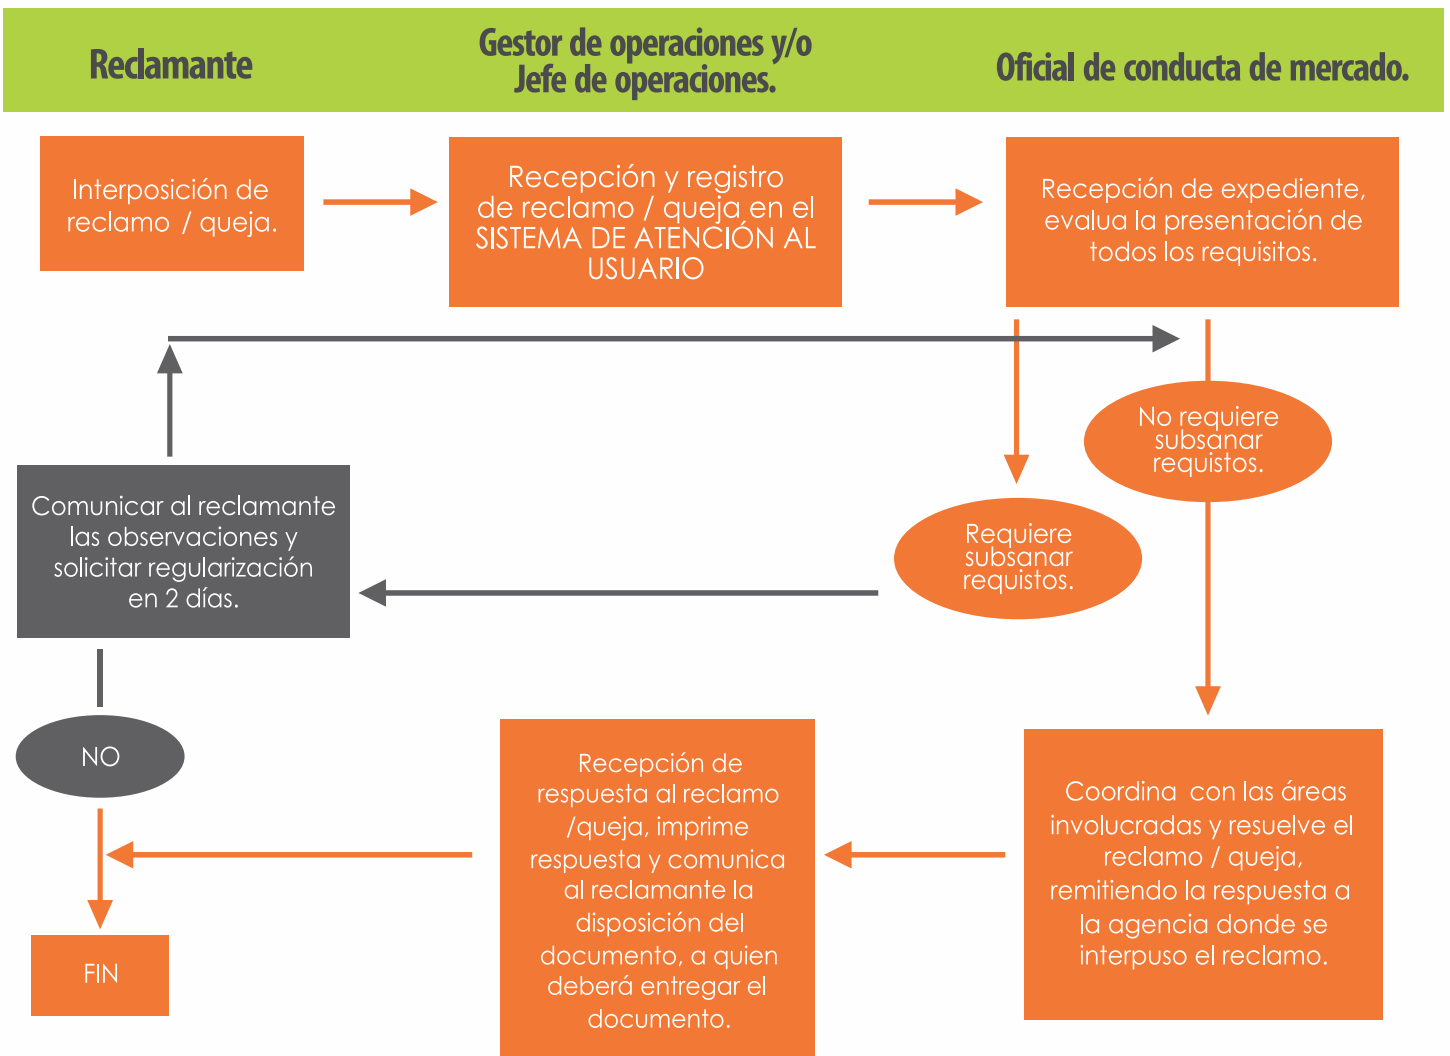 Reclamante
Gestor de operaciones y/o
Jefe de operaciones.
Oficial de conducta de mercado.
Interposición de
reclamo / queja.
Recepción y registro
de reclamo / queja en el
SISTEMA DE ATENCIÓN AL
USUARIO
Recepción de expediente,
evalua la presentación de
todos los requisitos.
No requiere
subsanar
requistos.
Requiere
subsanar
requistos.
Comunicar al reclamante
las observaciones y
solicitar regularización
en 2 días.
NO
FIN
Recepción de
respuesta al reclamo
/queja, imprime
respuesta y comunica
al reclamante la
disposición del
documento, a quien
deberá entregar el
documento.
Coordina con las áreas
involucradas y resuelve el
reclamo / queja,
remitiendo la respuesta a
la agencia donde se
interpuso el reclamo.